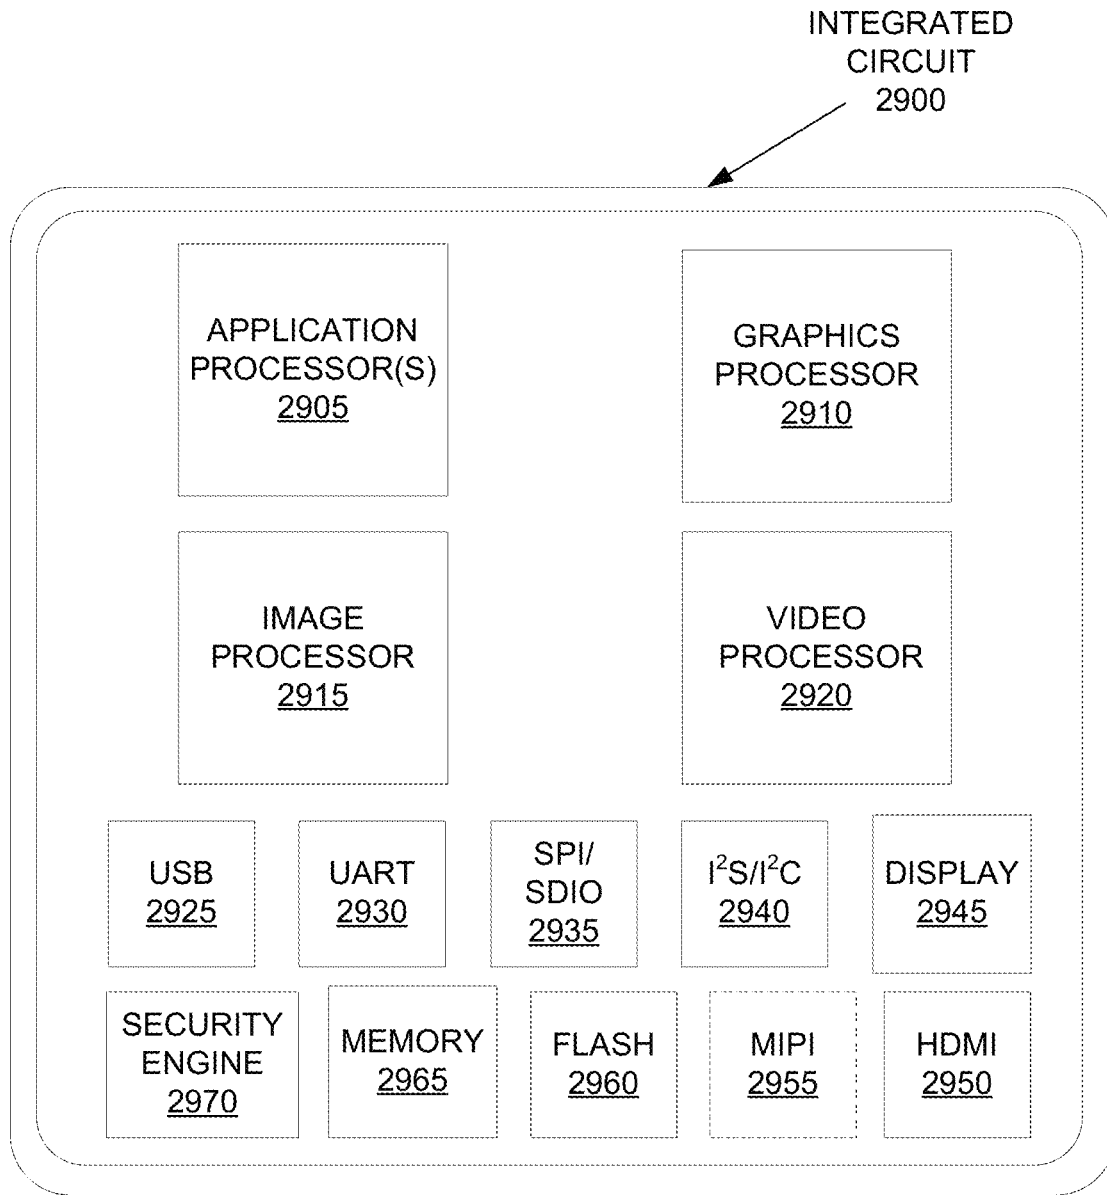 INTEGRATED
CIRCUIT
2900
APPLICATION
PROCESSOR(S)
2905
GRAPHICS
PROCESSOR
2910
IMAGE
PROCESSOR
2915
VIDEO
PROCESSOR
2920
USB
2925
UART
2930
SPI/
SDIO
2935
I²S/I²C
2940
DISPLAY
2945
SECURITY
ENGINE
2970
MEMORY
2965
FLASH
2960
MIPI
2955
HDMI
2950